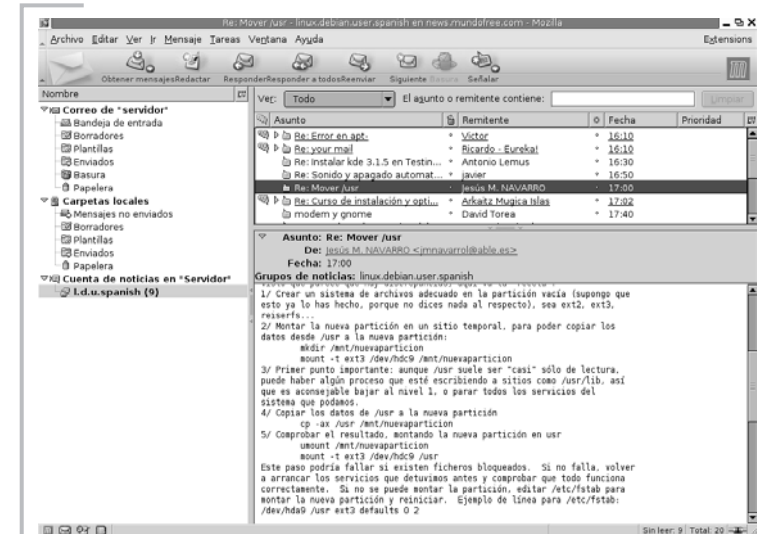 Re: Mover /usr - linux.debian.user.spanish en news.mundofree.com - Mozilla
Archivo Editar Ver Ir Mensaje Tareas Ventana Ayuda Extensions
Obtener mensajes Redactar Responder Responder a todos Reenviar Siguiente Basura Señalar
Nombre
Correo de "servidor"
Bandeja de entrada
Borradores
Plantillas
Enviados
Basura
Papelera
Carpetas locales
Mensajes no enviados
Borradores
Plantillas
Enviados
Papelera
Cuenta de noticias en "Servidor"
l.d.u.spanish (9)
Ver: Todo El asunto o remitente contiene: Limpiar
Asunto Remitente Fecha Prioridad
Re: Error en apt- Victor 16:10
Re: your mail Ricardo - Eureka! 16:10
Re: Instalar kde 3.1.5 en Testin... Antonio Lemus 16:30
Re: Sonido y apagado automat... javier 16:50
Re: Mover /usr Jesús M. NAVARRO 17:00
Re: Curso de instalación y opti... Arkaitz Mugica Islas 17:02
modem y gnome David Torea 17:40
Asunto: Re: Mover /usr
De: Jesús M. NAVARRO <jmnavarrol@able.es>
Fecha: 17:00
Grupos de noticias: linux.debian.user.spanish
1/ Crear un sistema de archivos adecuado en la partición vacía (supongo que
esto ya lo has hecho, porque no dices nada al respecto), sea ext2, ext3,
reiserfs...
2/ Montar la nueva partición en un sitio temporal, para poder copiar los
datos desde /usr a la nueva partición:
mkdir /mnt/nuevaparticion
mount -t ext3 /dev/hdc9 /mnt/nuevaparticion
3/ Primer punto importante: aunque /usr suele ser "casi" sólo de lectura,
puede haber algún proceso que esté escribiendo a sitios como /usr/lib, así
que es aconsejable bajar al nivel 1, o parar todos los servicios del
sistema que podamos.
4/ Copiar los datos de /usr a la nueva partición
cp -ax /usr /mnt/nuevaparticion
5/ Comprobar el resultado, montando la nueva partición en usr
umount /mnt/nuevaparticion
mount -t ext3 /dev/hdc9 /usr
Este paso podría fallar si existen ficheros bloqueados. Si no falla, volver
a arrancar los servicios que detuvimos antes y comprobar que todo funciona
correctamente. Si no se puede montar la partición, editar /etc/fstab para
montar la nueva partición y reiniciar. Ejemplo de línea para /etc/fstab:
/dev/hda9 /usr ext3 defaults 0 2
Sin leer: 9 Total: 20